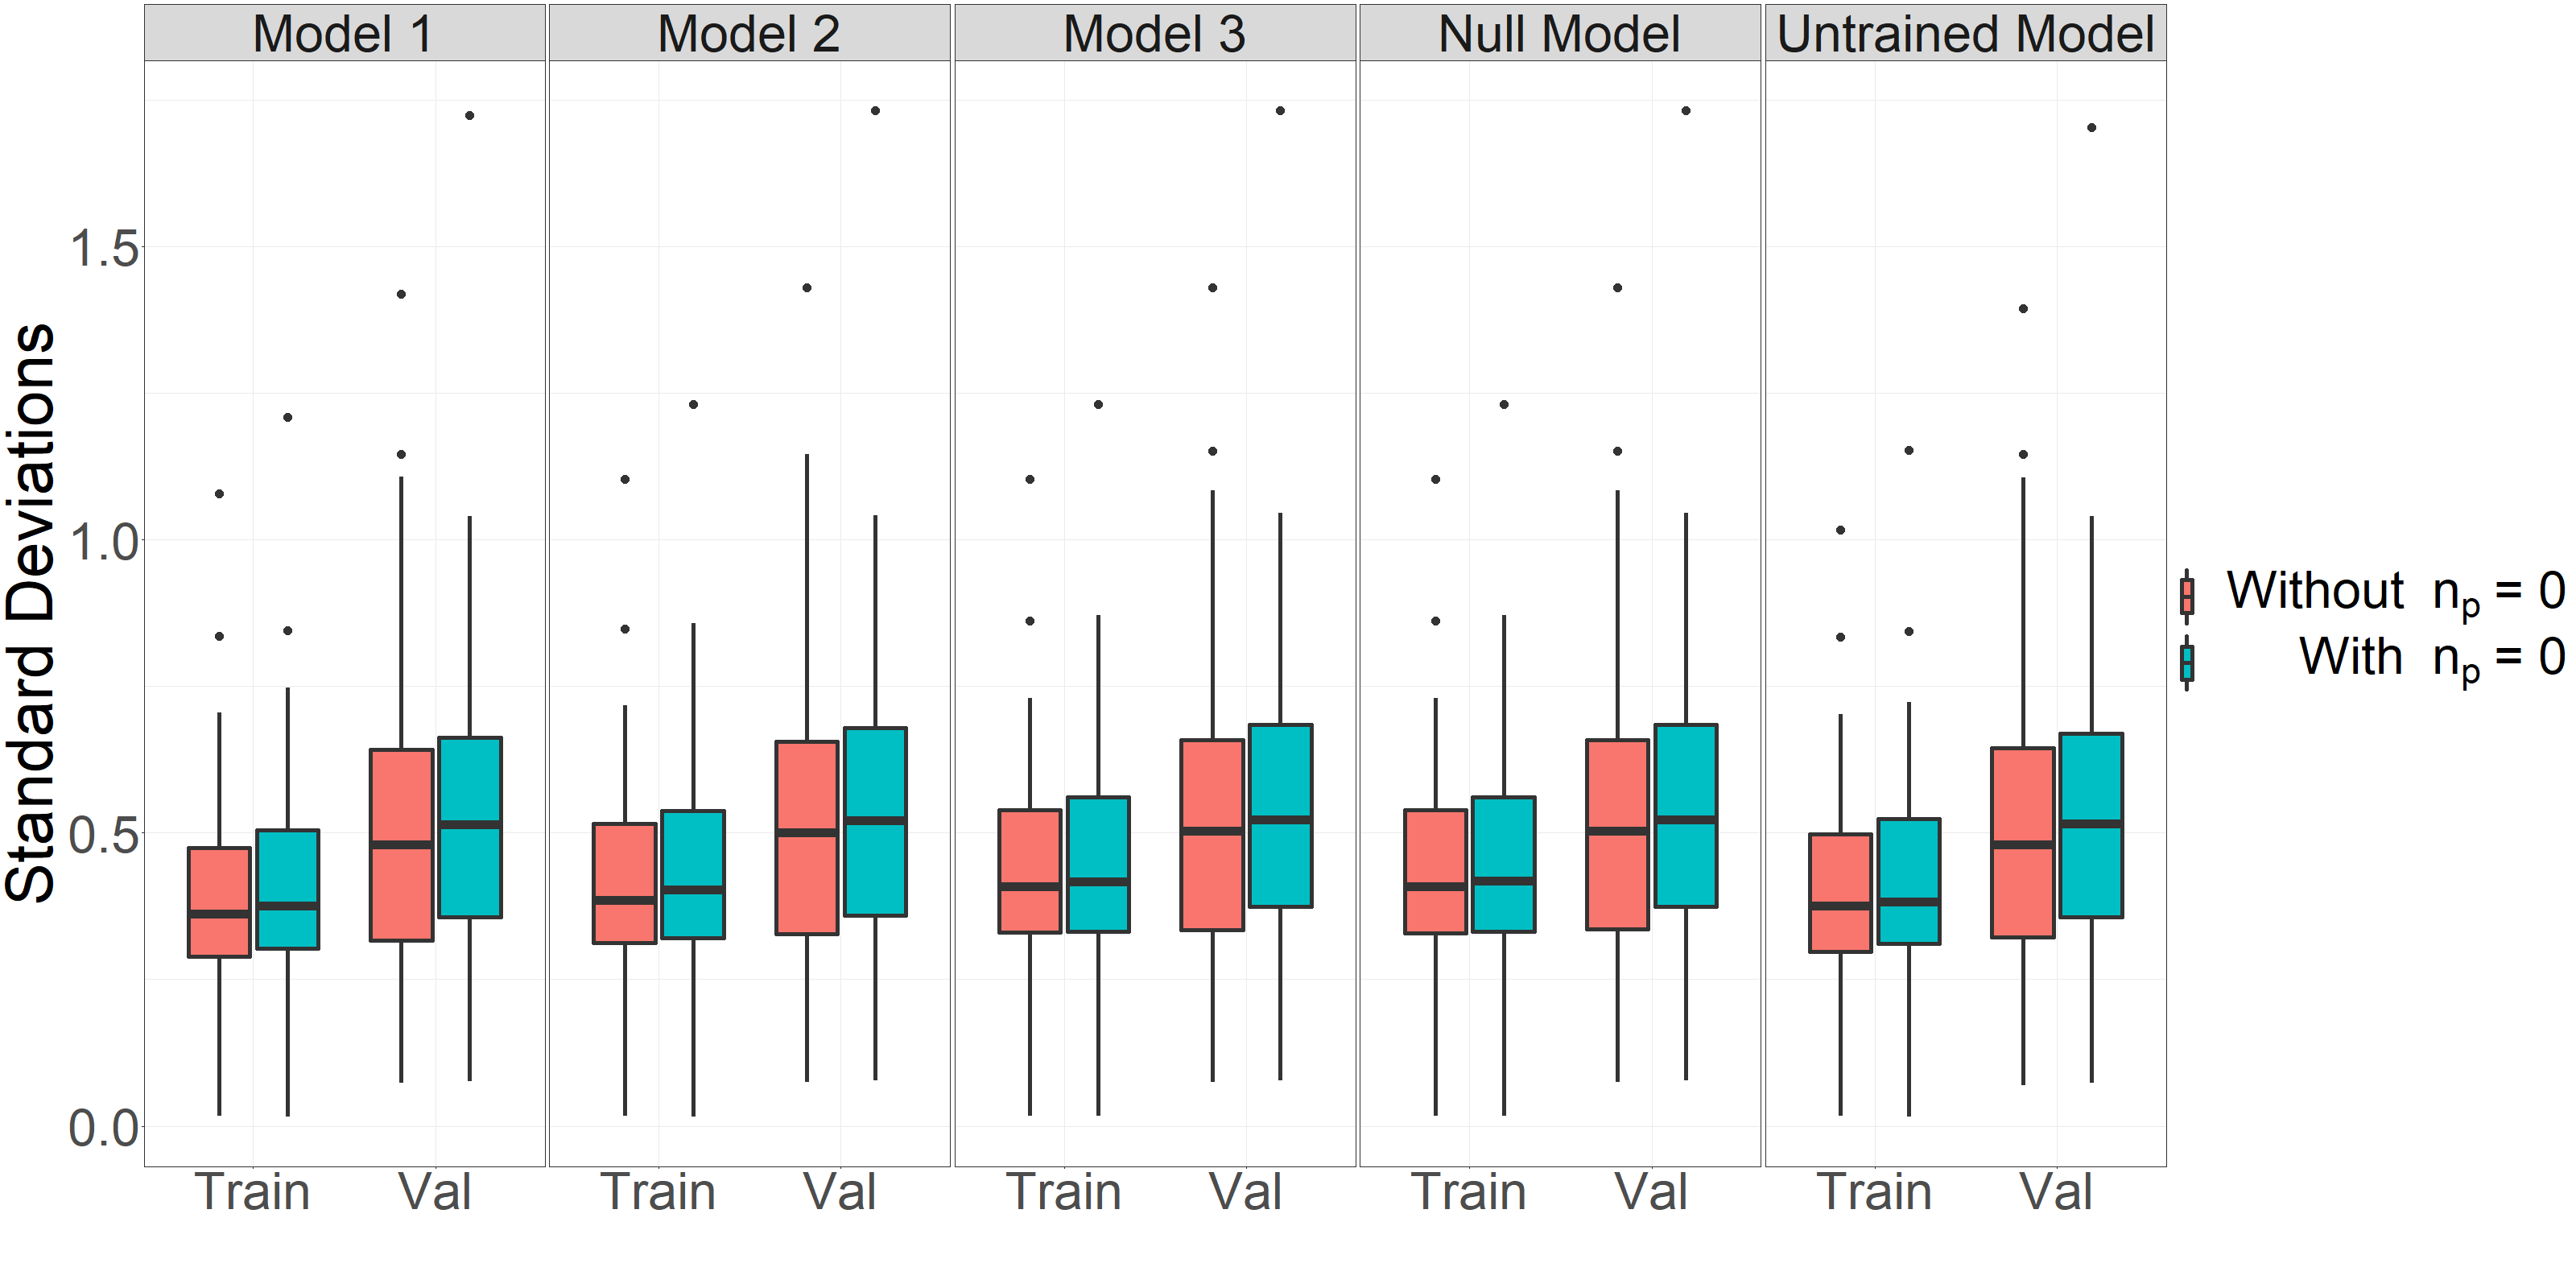 Model 1
Model 2
Model 3
Null Model
Untrained Model
Standard Deviations
1.5
1.0
0.5
0.0
Train
Val
Train
Val
Train
Val
Train
Val
Train
Val
Without n_p = 0
With n_p = 0